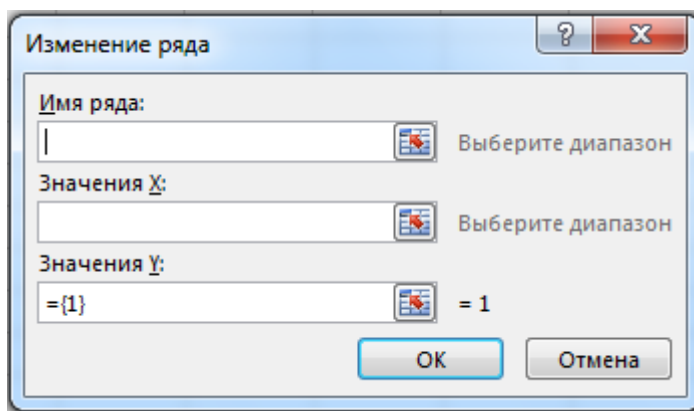 Изменение ряда
Имя ряда:
Выберите диапазон
Значения X:
Выберите диапазон
Значения Y:
={1} = 1
ОК Отмена